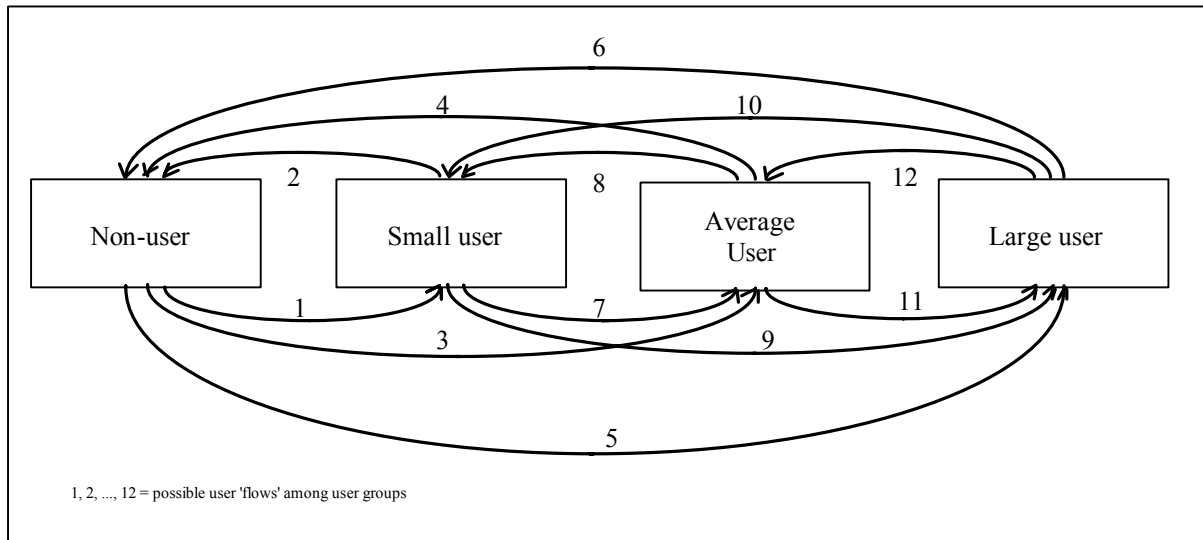 6
4
10
2
8
12
Non-user
Small user
Average
User
Large user
1
7
11
3
9
5
1, 2, ..., 12 = possible user 'flows' among user groups